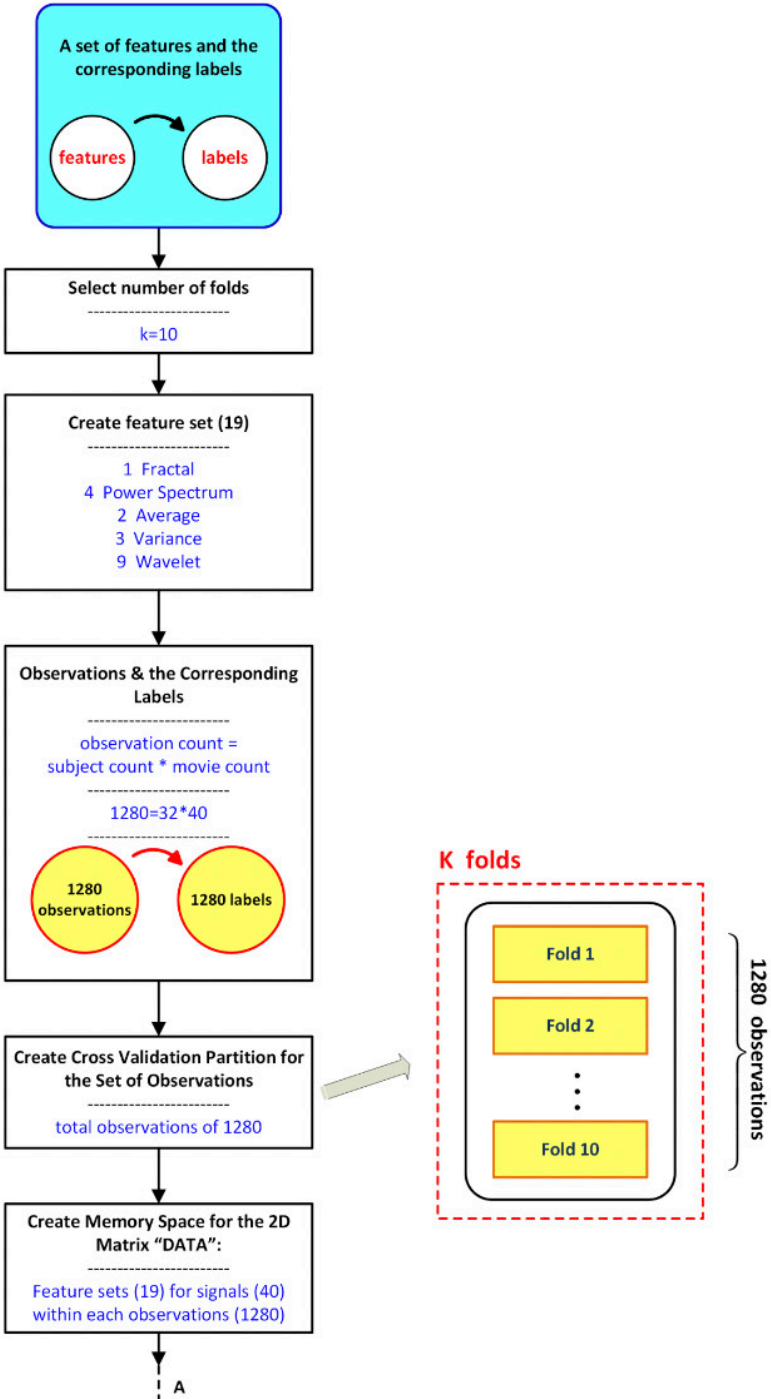 A set of features and the
corresponding labels
features
labels
Select number of folds
------------------------
k=10
Create feature set (19)
------------------------
1 Fractal
4 Power Spectrum
2 Average
3 Variance
9 Wavelet
Observations & the Corresponding
Labels
------------------------
observation count =
subject count * movie count
------------------------
1280=32*40
------------------------
1280
observations
1280 labels
Create Cross Validation Partition for
the Set of Observations
------------------------
total observations of 1280
K folds
Fold 1
Fold 2
Fold 10
1280 observations
Create Memory Space for the 2D
Matrix “DATA”:
------------------------
Feature sets (19) for signals (40)
within each observations (1280)
A